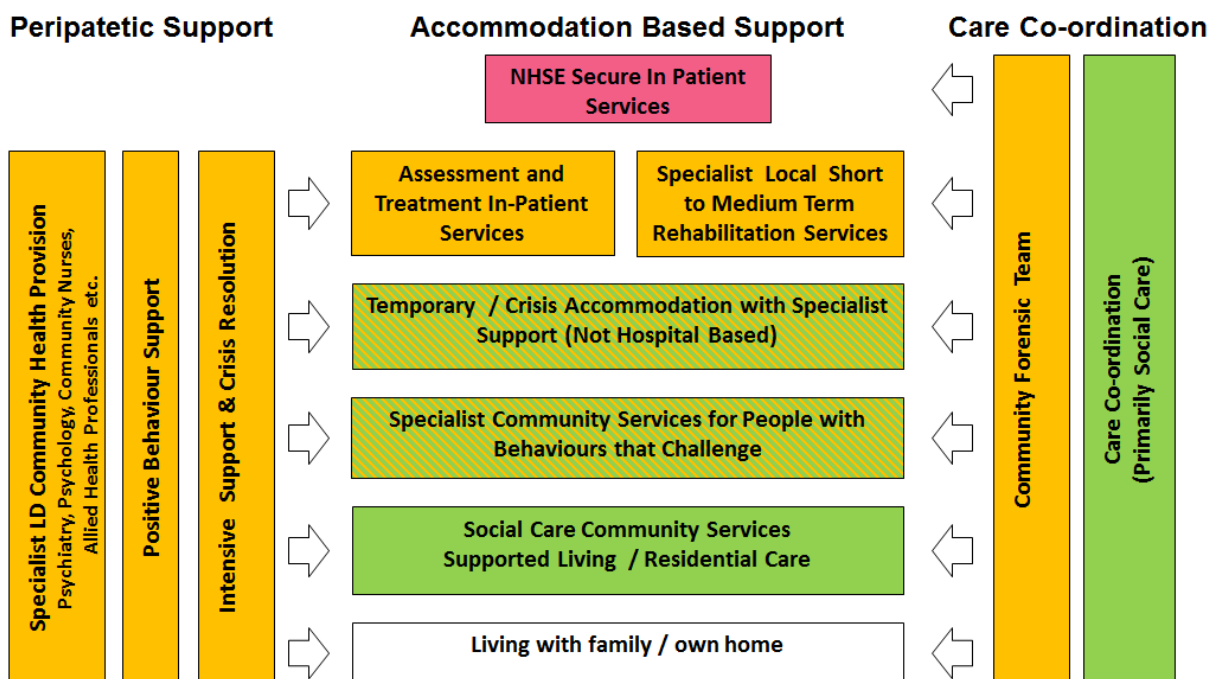 Peripatetic Support
Accommodation Based Support
Care Co-ordination
NHSE Secure In Patient
Services
Specialist LD Community Health Provision
Psychiatry, Psychology, Community Nurses,
Allied Health Professionals etc.
Positive Behaviour Support
Intensive Support & Crisis Resolution
Assessment and
Treatment In-Patient
Services
Specialist Local Short
to Medium Term
Rehabilitation Services
Temporary / Crisis Accommodation with Specialist
Support (Not Hospital Based)
Specialist Community Services for People with
Behaviours that Challenge
Social Care Community Services
Supported Living / Residential Care
Living with family / own home
Community Forensic Team
Care Co-ordination
(Primarily Social Care)